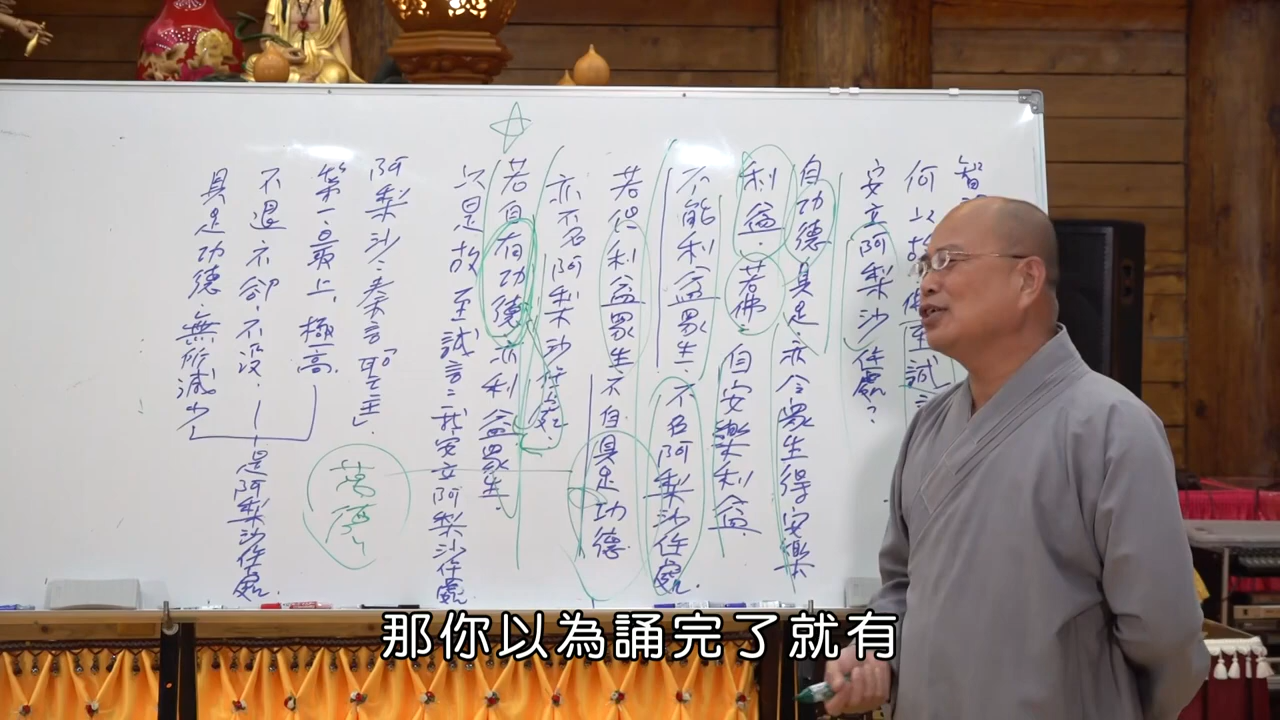 智
何以故 佛至誠言
安立阿梨沙住處？
自功德具足．亦令眾生得安樂
利益．若佛．自安樂利益．
不能利益眾生．不名阿梨沙住處．
若但利益眾生．不自具足功德
亦不名阿梨沙住處．
若自有功德亦利益眾生．
以是故至誠言：我安立阿梨沙住處．
阿梨沙：秦言聖主．
第一最上．極高．
不退不卻．不沒．是阿梨沙住處．
具足功德．無所減少
那你以為誦完了就有